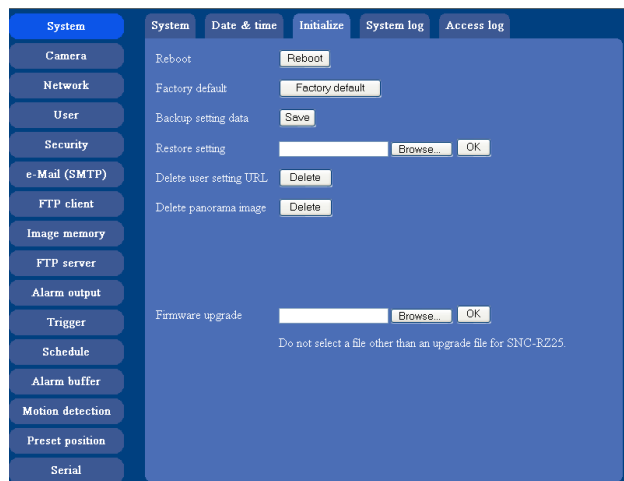 System
Camera
Network
User
Security
e-Mail (SMTP)
FTP client
Image memory
FTP server
Alarm output
Trigger
Schedule
Alarm buffer
Motion detection
Preset position
Serial
System Date & time Initialize System log Access log
Reboot Reboot
Factory default Factory default
Backup setting data Save
Restore setting Browse... OK
Delete user setting URL Delete
Delete panorama image Delete
Firmware upgrade Browse... OK
Do not select a file other than an upgrade file for SNC-RZ25.